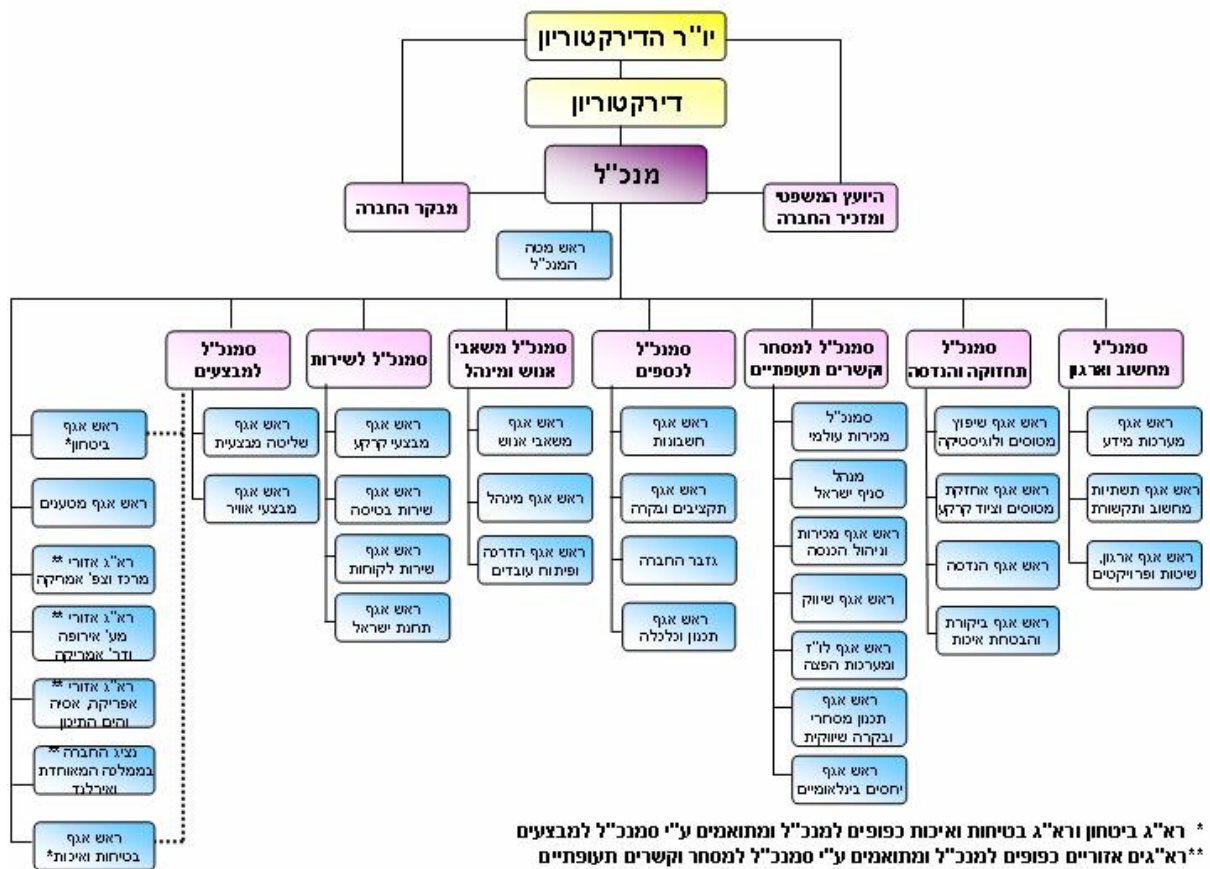 יו"ר הדירקטוריון
דירקטוריון
מנכ"ל
היועץ המשפטי
ומזכיר החברה
מבקר החברה
ראש מטה
המנכ"ל
סמנכ"ל
מחשוב וארגון
סמנכ"ל
תחזוקה והנדסה
סמנכ"ל למסחר
וקשרים תעופתיים
סמנכ"ל
לכספים
סמנכ"ל משאבי
אנוש ומינהל
סמנכ"ל לשירות
סמנכ"ל
למבצעים
ראש אגף
מערכות מידע
ראש אגף תשתיות
מחשוב ותקשורת
ראש אגף ארגון,
שיטות ופרויקטים
ראש אגף שיפוץ
מטוסים ולוגיסטיקה
ראש אגף אחזקת
מטוסים וציוד קרקע
ראש אגף הנדסה
ראש אגף ביקורת
והבטחת איכות
סמנכ"ל
מכירות עולמי
מנהל
סניף ישראל
ראש אגף מכירות
וניהול הכנסה
ראש אגף שיווק
ראש אגף לו"ז
ומערכות הפצה
ראש אגף
תכנון מסחרי
ובקרה שיווקית
ראש אגף
יחסים בינלאומיים
ראש אגף
חשבונות
ראש אגף
תקציבים ובקרה
גזבר החברה
ראש אגף
תכנון וכלכלה
ראש אגף
משאבי אנוש
ראש אגף מינהל
ראש אגף הדרכה
ופיתוח עובדים
ראש אגף
מבצעי קרקע
ראש אגף
שירות בטיסה
ראש אגף
שירות לקוחות
ראש אגף
תחנת ישראל
ראש אגף
שליטה מבצעית
ראש אגף
מבצעי אוויר
ראש אגף
ביטחון*
ראש אגף מטענים
רא"ג אזורי **
מרכז וצפ' אמריקה
רא"ג אזורי **
מע' אירופה
ודר' אמריקה
רא"ג אזורי **
אפריקה, אסיה
והים התיכון
נציג החברה **
בממלכה המאוחדת
ואירלנד
ראש אגף
בטיחות ואיכות*
* רא"ג ביטחון ורא"ג בטיחות ואיכות כפופים למנכ"ל ומתואמים ע"י סמנכ"ל למבצעים
**רא"גים אזוריים כפופים למנכ"ל ומתואמים ע"י סמנכ"ל למסחר וקשרים תעופתיים